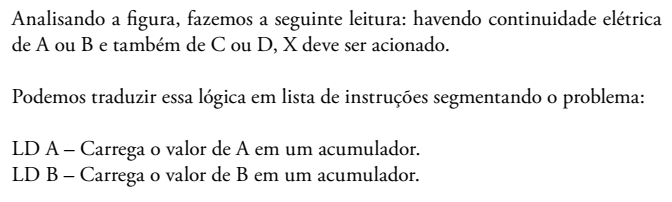 Analisando a figura, fazemos a seguinte leitura: havendo continuidade elétrica
de A ou B e também de C ou D, X deve ser acionado.
Podemos traduzir essa lógica em lista de instruções segmentando o problema:
LD A – Carrega o valor de A em um acumulador.
LD B – Carrega o valor de B em um acumulador.